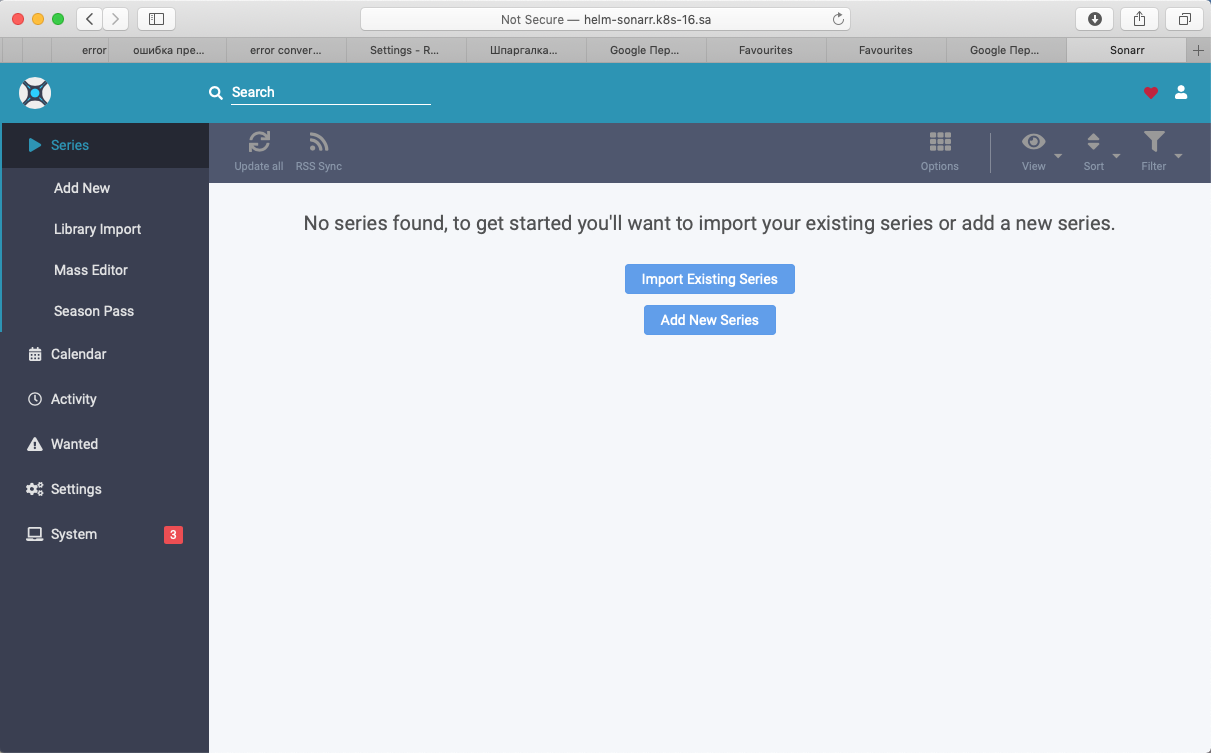 Not Secure — helm-sonarr.k8s-16.sa
error ошибка пре... error conver... Settings - R... Шпаргалка... Google Пер... Favourites Favourites Google Пер... Sonarr
Search
Series
Update all RSS Sync Options View Sort Filter
Add New
No series found, to get started you'll want to import your existing series or add a new series.
Library Import
Mass Editor
Import Existing Series
Season Pass
Add New Series
Calendar
Activity
Wanted
Settings
System 3